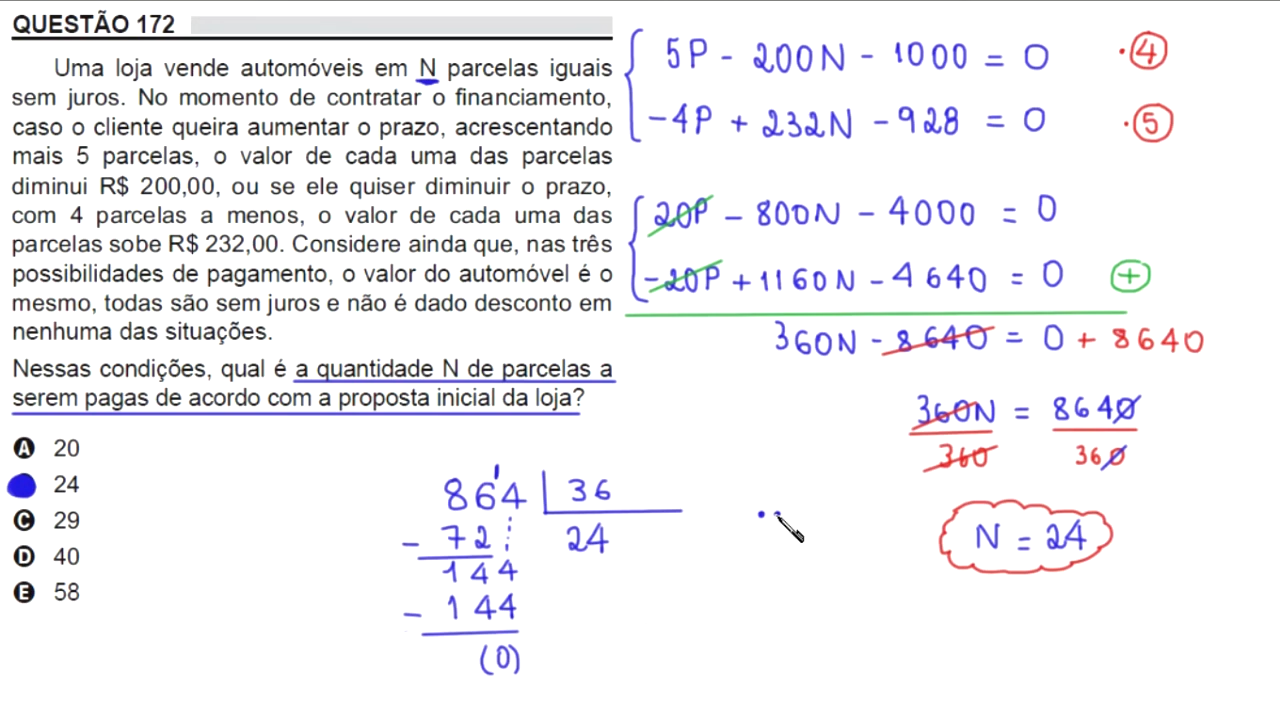 QUESTÃO 172
Uma loja vende automóveis em N parcelas iguais
sem juros. No momento de contratar o financiamento,
caso o cliente queira aumentar o prazo, acrescentando
mais 5 parcelas, o valor de cada uma das parcelas
diminui R$ 200,00, ou se ele quiser diminuir o prazo,
com 4 parcelas a menos, o valor de cada uma das
parcelas sobe R$ 232,00. Considere ainda que, nas três
possibilidades de pagamento, o valor do automóvel é o
mesmo, todas são sem juros e não é dado desconto em
nenhuma das situações.
Nessas condições, qual é a quantidade N de parcelas a
serem pagas de acordo com a proposta inicial da loja?
A 20
24
C 29
D 40
E 58
5P - 200N - 1000 = 0 ·4
-4P + 232N - 928 = 0 ·5
20P - 800N - 4000 = 0
-20P + 1160N - 4640 = 0 +
360N - 8640 = 0 + 8640
360N = 8640
360 360
N = 24
1
864 36
- 72 24
144
- 144
(0)